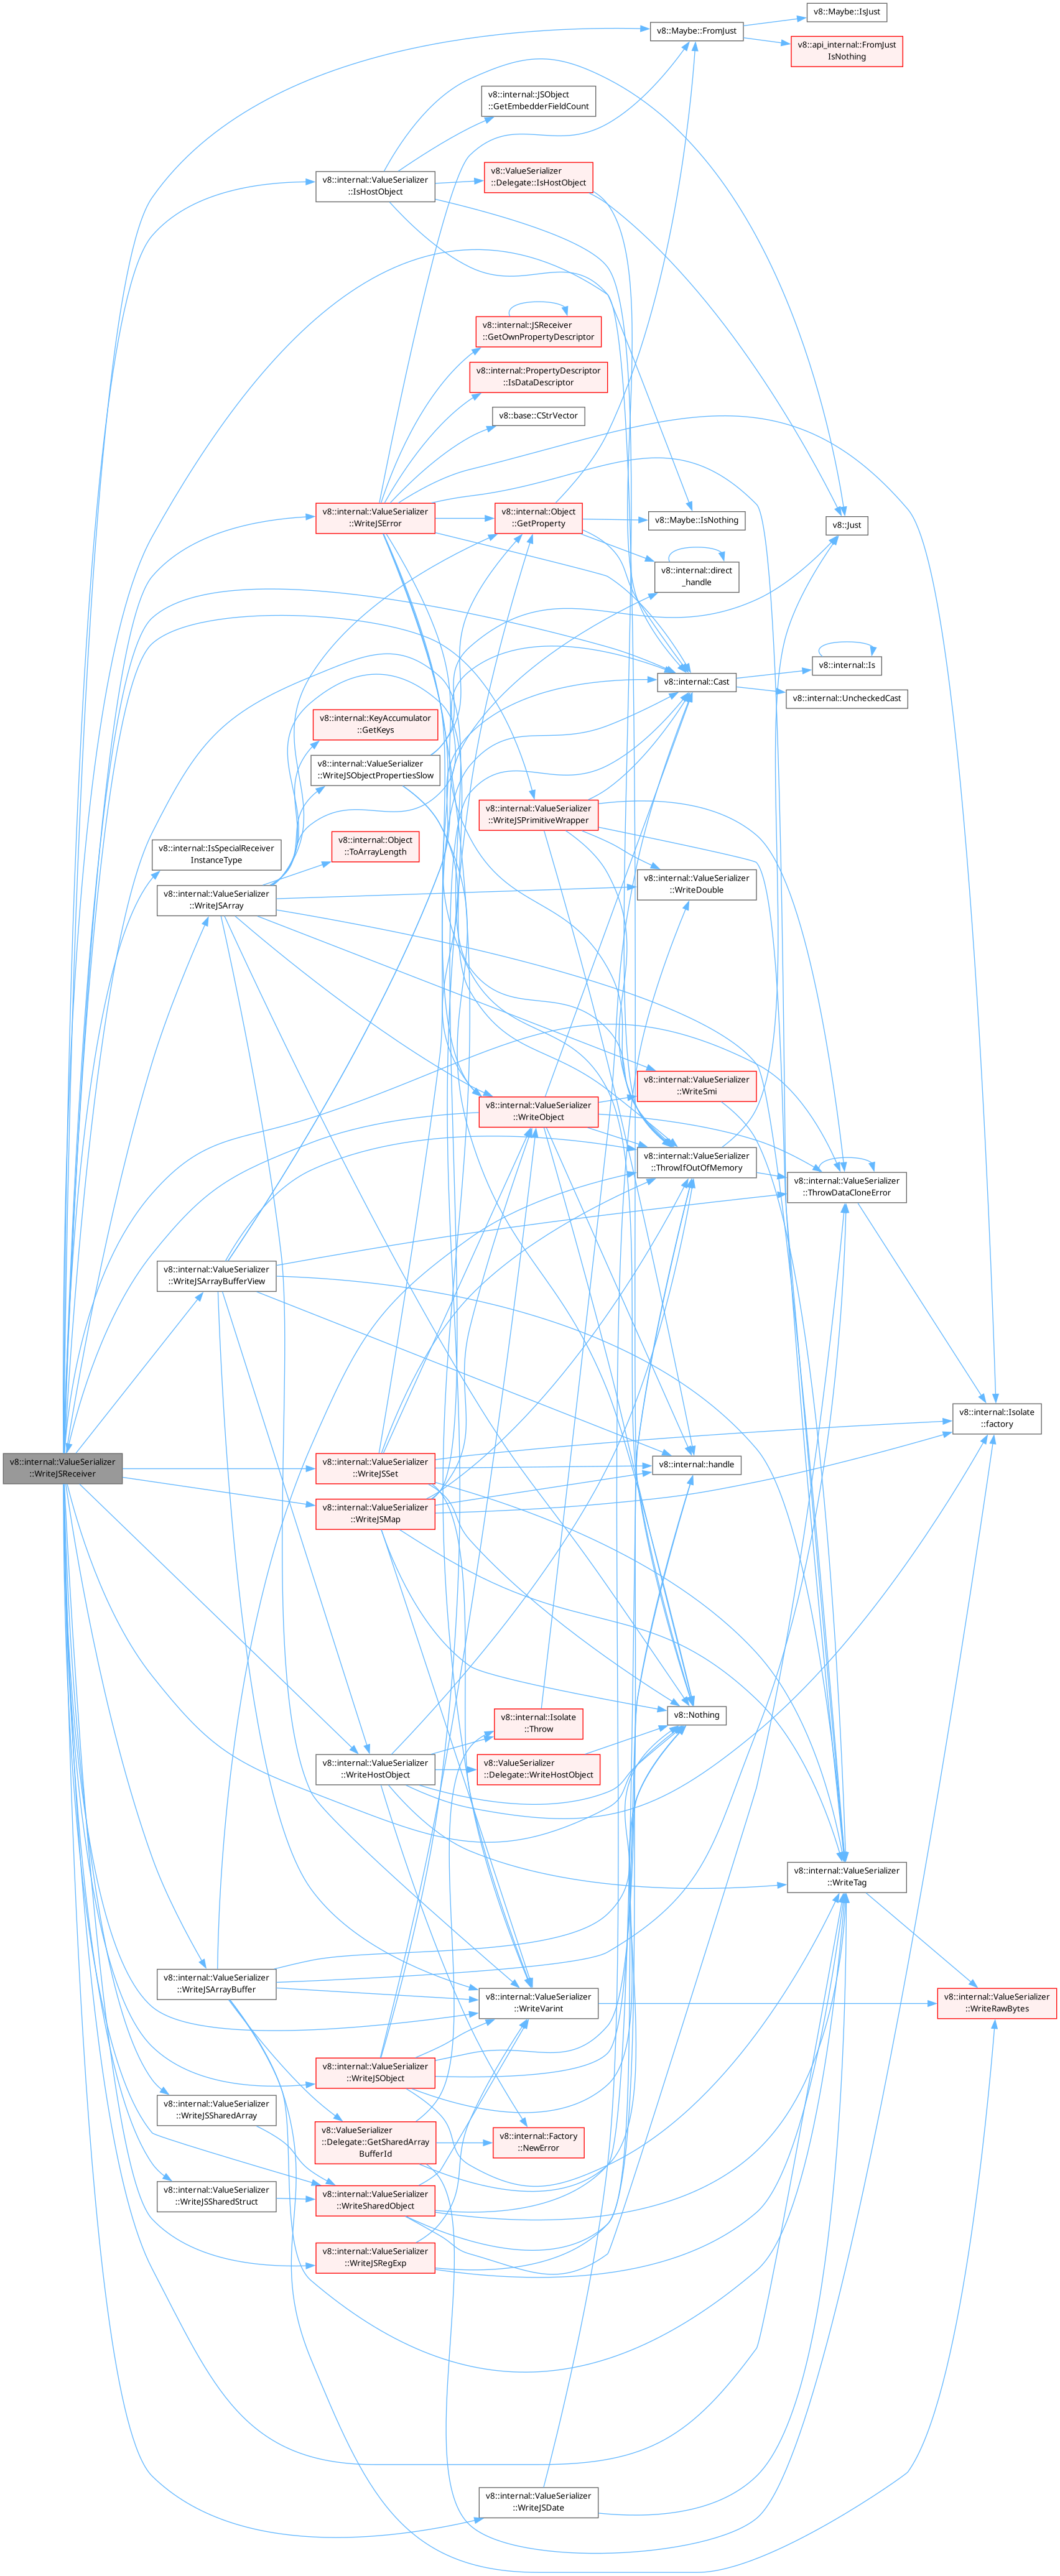 v8::Maybe::IsJust
v8::Maybe::FromJust
v8::api_internal::FromJust
IsNothing
v8::internal::JSObject
::GetEmbedderFieldCount
v8::internal::ValueSerializer
::IsHostObject
v8::ValueSerializer
::Delegate::IsHostObject
v8::internal::JSReceiver
::GetOwnPropertyDescriptor
v8::internal::PropertyDescriptor
::IsDataDescriptor
v8::base::CStrVector
v8::internal::ValueSerializer
::WriteJSError
v8::internal::Object
::GetProperty
v8::Maybe::IsNothing
v8::Just
v8::internal::direct
_handle
v8::internal::Is
v8::internal::Cast
v8::internal::UncheckedCast
v8::internal::KeyAccumulator
::GetKeys
v8::internal::ValueSerializer
::WriteJSObjectPropertiesSlow
v8::internal::ValueSerializer
::WriteJSPrimitiveWrapper
v8::internal::Object
::ToArrayLength
v8::internal::IsSpecialReceiver
InstanceType
v8::internal::ValueSerializer
::WriteDouble
v8::internal::ValueSerializer
::WriteJSArray
v8::internal::ValueSerializer
::WriteSmi
v8::internal::ValueSerializer
::WriteObject
v8::internal::ValueSerializer
::ThrowIfOutOfMemory
v8::internal::ValueSerializer
::ThrowDataCloneError
v8::internal::ValueSerializer
::WriteJSArrayBufferView
v8::internal::Isolate
::factory
v8::internal::ValueSerializer
::WriteJSReceiver
v8::internal::ValueSerializer
::WriteJSSet
v8::internal::handle
v8::internal::ValueSerializer
::WriteJSMap
v8::internal::Isolate
::Throw
v8::Nothing
v8::internal::ValueSerializer
::WriteHostObject
v8::ValueSerializer
::Delegate::WriteHostObject
v8::internal::ValueSerializer
::WriteTag
v8::internal::ValueSerializer
::WriteJSArrayBuffer
v8::internal::ValueSerializer
::WriteVarint
v8::internal::ValueSerializer
::WriteRawBytes
v8::internal::ValueSerializer
::WriteJSObject
v8::internal::ValueSerializer
::WriteJSSharedArray
v8::ValueSerializer
::Delegate::GetSharedArray
BufferId
v8::internal::Factory
::NewError
v8::internal::ValueSerializer
::WriteJSSharedStruct
v8::internal::ValueSerializer
::WriteSharedObject
v8::internal::ValueSerializer
::WriteJSRegExp
v8::internal::ValueSerializer
::WriteJSDate